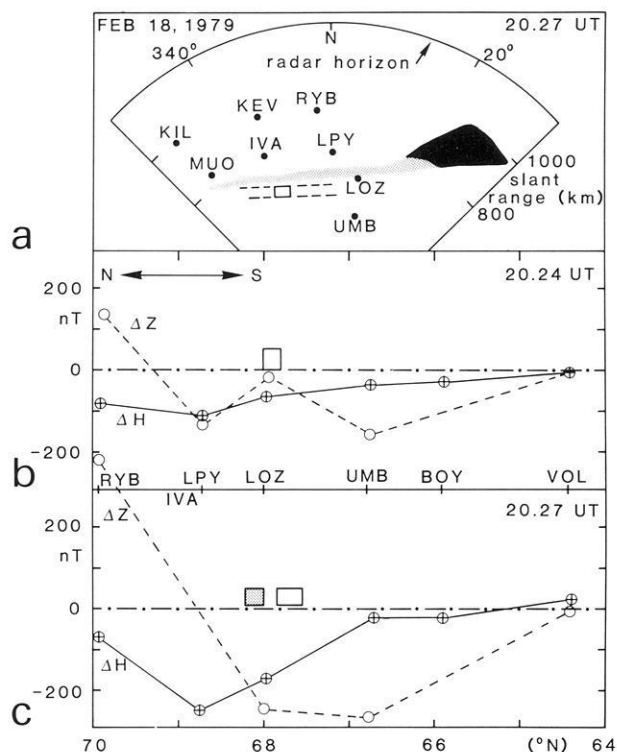 FEB 18, 1979 N 20.27 UT
340° 20°
radar horizon
KEV RYB
KIL
IVA LPY
MUO
LOZ
UMB
1000
slant
range (km)
800
a
N S 20.24 UT
200
nT
ΔZ
0
ΔH
-200
b
RYB LPY LOZ UMB BOY VOL
IVA
ΔZ 20.27 UT
200
nT
0
ΔH
-200
c
70 68 66 (°N) 64